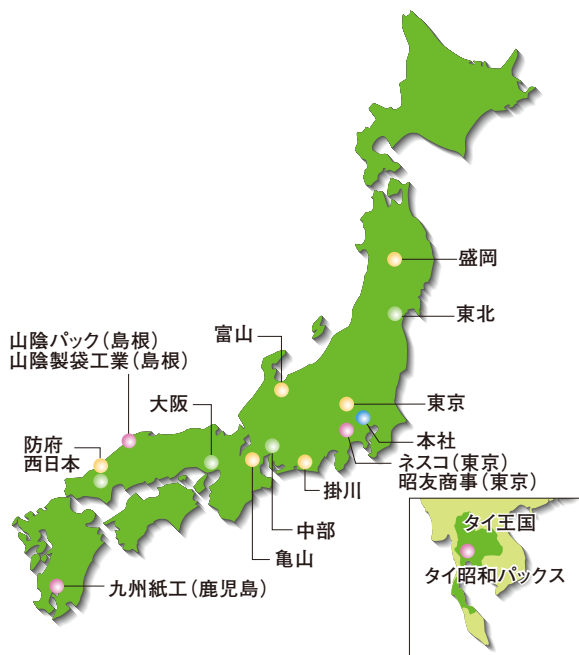 盛岡
東北
富山
山陰パック(島根)
山陰製袋工業(島根)
大阪
東京
本社
防府
西日本
ネスコ(東京)
昭友商事(東京)
掛川
中部
亀山
タイ王国
タイ昭和パックス
九州紙工(鹿児島)